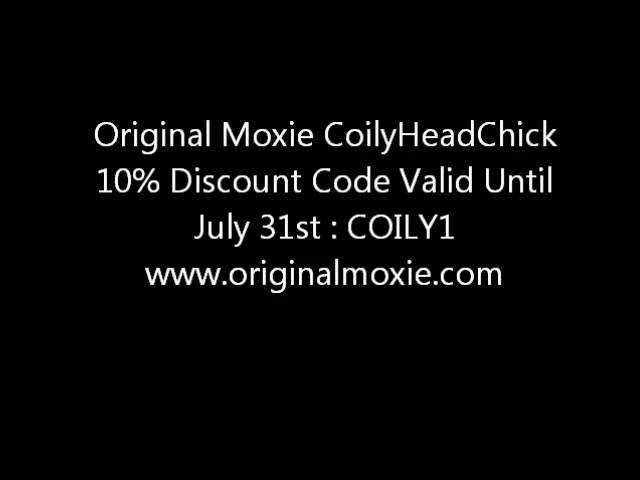 Original Moxie CoilyHeadChick
10% Discount Code Valid Until
July 31st : COILY1
www.originalmoxie.com